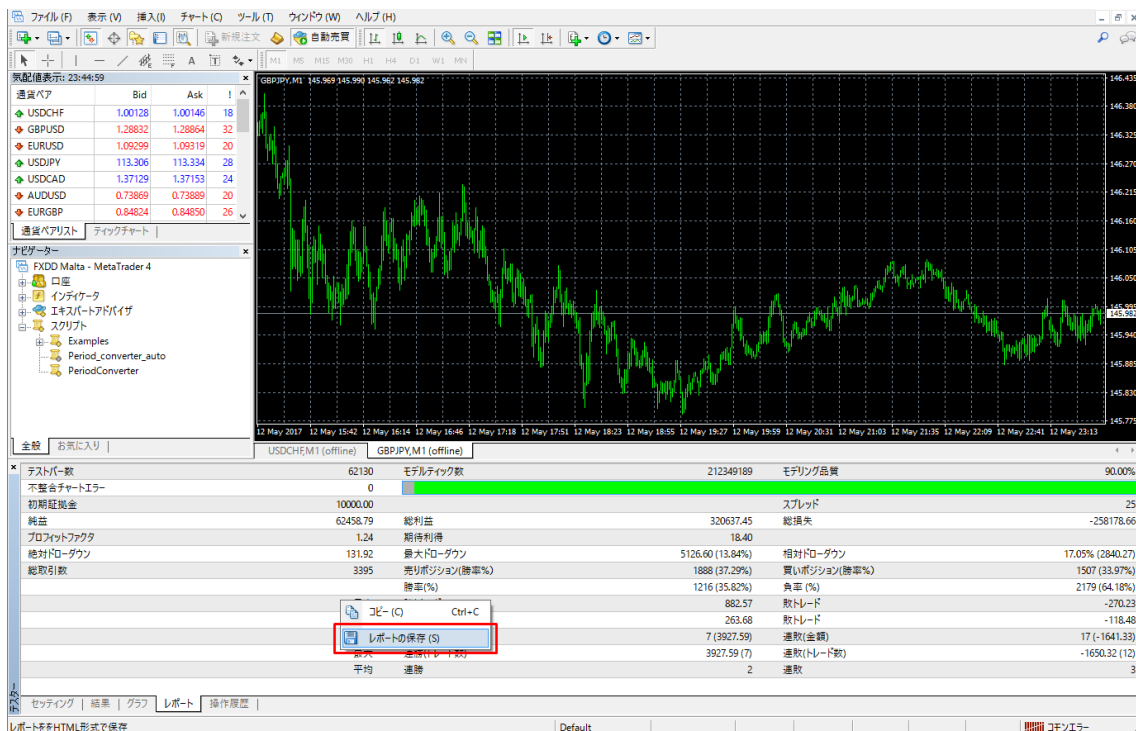 ファイル (F) 表示 (V) 挿入(I) チャート(C) ツール(T) ウインドウ (W) ヘルプ (H)
新規注文 自動売買
A T M1 M5 M15 M30 H1 H4 D1 W1 MN
気配値表示: 23:44:59
通貨ペア Bid Ask !
USDCHF 1.00128 1.00146 18
GBPUSD 1.28832 1.28864 32
EURUSD 1.09299 1.09319 20
USDJPY 113.306 113.334 28
USDCAD 1.37129 1.37153 24
AUDUSD 0.73869 0.73889 20
EURGBP 0.84824 0.84850 26
通貨ペアリスト ティックチャート
ナビゲーター
FXDD Malta - MetaTrader 4
口座
インディケータ
エキスパートアドバイザ
スクリプト
Examples
Period_converter_auto
PeriodConverter
全般 お気に入り
GBPJPY,M1 145.969 145.990 145.962 145.982
146.435
146.380
146.325
146.270
146.215
146.160
146.105
146.050
145.995
145.982
145.940
145.885
145.830
145.775
12 May 2017 12 May 15:42 12 May 16:14 12 May 16:46 12 May 17:18 12 May 17:51 12 May 18:23 12 May 18:55 12 May 19:27 12 May 19:59 12 May 20:31 12 May 21:03 12 May 21:35 12 May 22:09 12 May 22:41 12 May 23:13
USDCHF,M1 (offline) GBPJPY,M1 (offline)
テストバー数 62130 モデルティック数 212349189 モデリング品質 90.00%
不整合チャートエラー 0
初期証拠金 10000.00 スプレッド 25
純益 62458.79 総利益 320637.45 総損失 -258178.66
プロフィットファクタ 1.24 期待利得 18.40
絶対ドローダウン 131.92 最大ドローダウン 5126.60 (13.84%) 相対ドローダウン 17.05% (2840.27)
総取引数 3395 売りポジション(勝率%) 1888 (37.29%) 買いポジション(勝率%) 1507 (33.97%)
勝率(%) 1216 (35.82%) 負率 (%) 2179 (64.18%)
882.57 敗トレード -270.23
263.68 敗トレード -118.48
7 (3927.59) 連敗(金額) 17 (-1641.33)
最大 連勝(トレード数) 3927.59 (7) 連敗(トレード数) -1650.32 (12)
平均 連勝 2 連敗 3
コピー (C) Ctrl+C
レポートの保存 (S)
テスター
セッティング 結果 グラフ レポート 操作履歴
レポートをHTML形式で保存 Default コモンエラー